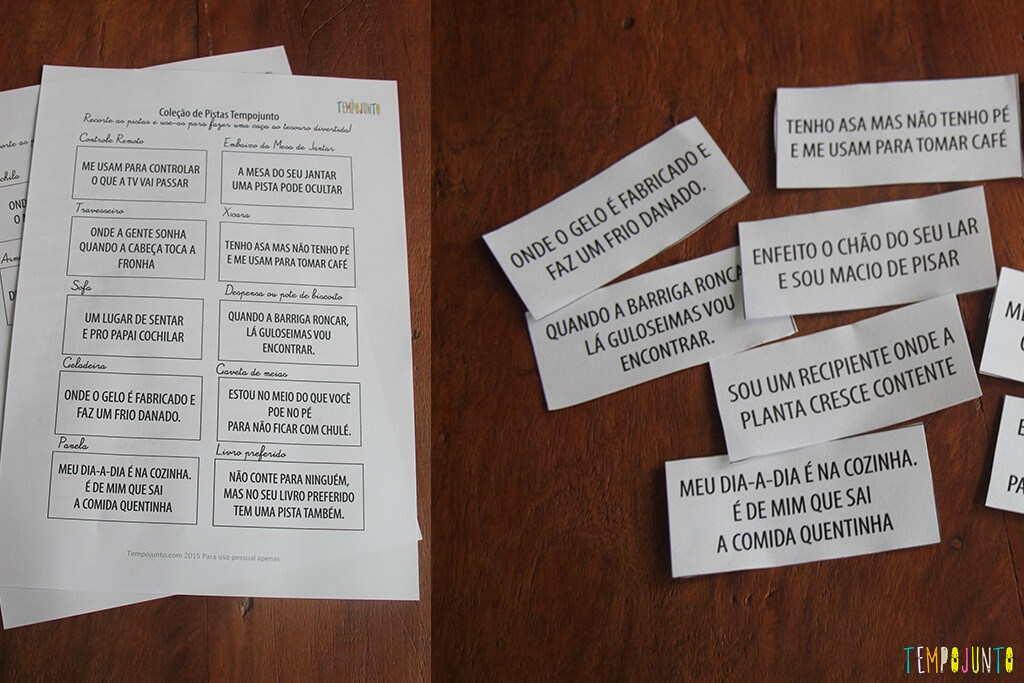 TEMPOJUNTO
Coleção de Pistas Tempojunto
Recorte as pistas e use-as para fazer uma caça ao tesouro divertida!
Controle Remoto
ME USAM PARA CONTROLAR
O QUE A TV VAI PASSAR
Embaixo da Mesa de Jantar
A MESA DO SEU JANTAR
UMA PISTA PODE OCULTAR
Travesseiro
ONDE A GENTE SONHA
QUANDO A CABEÇA TOCA A
FRONHA
Xicara
TENHO ASA MAS NÃO TENHO PÉ
E ME USAM PARA TOMAR CAFÉ
Sofa
UM LUGAR DE SENTAR
E PRO PAPAI COCHILAR
Despensa ou pote de biscoito
QUANDO A BARRIGA RONCAR,
LÁ GULOSEIMAS VOU
ENCONTRAR.
Geladeira
ONDE O GELO É FABRICADO E
FAZ UM FRIO DANADO.
Gaveta de meias
ESTOU NO MEIO DO QUE VOCÊ
POE NO PÉ
PARA NÃO FICAR COM CHULÉ.
Panela
MEU DIA-A-DIA É NA COZINHA.
É DE MIM QUE SAI
A COMIDA QUENTINHA
Livro preferido
NÃO CONTE PARA NINGUÉM,
MAS NO SEU LIVRO PREFERIDO
TEM UMA PISTA TAMBÉM.
Tempojunto.com 2015 Para uso pessoal apenas
TENHO ASA MAS NÃO TENHO PÉ
E ME USAM PARA TOMAR CAFÉ
ONDE O GELO É FABRICADO E
FAZ UM FRIO DANADO.
ENFEITO O CHÃO DO SEU LAR
E SOU MACIO DE PISAR
QUANDO A BARRIGA RONCA
LÁ GULOSEIMAS VOU
ENCONTRAR.
SOU UM RECIPIENTE ONDE A
PLANTA CRESCE CONTENTE
MEU DIA-A-DIA É NA COZINHA.
É DE MIM QUE SAI
A COMIDA QUENTINHA
TEMPOJUNTO